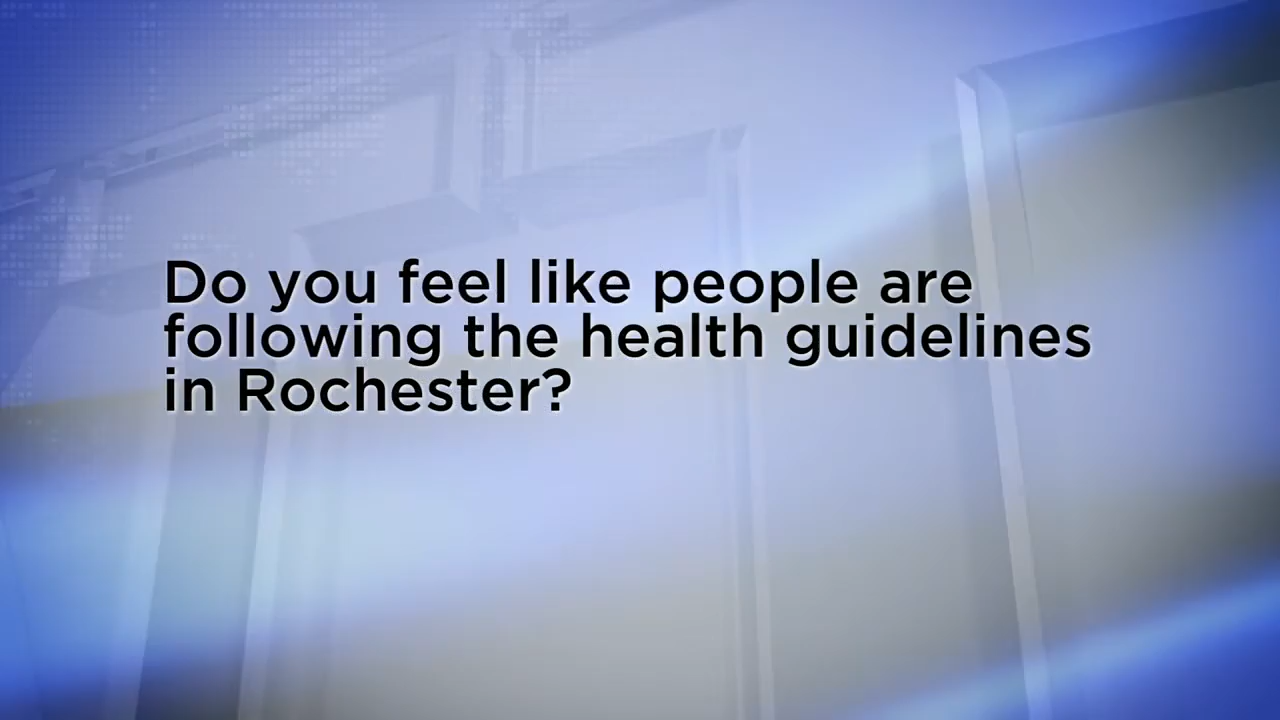 Do you feel like people are
following the health guidelines
in Rochester?